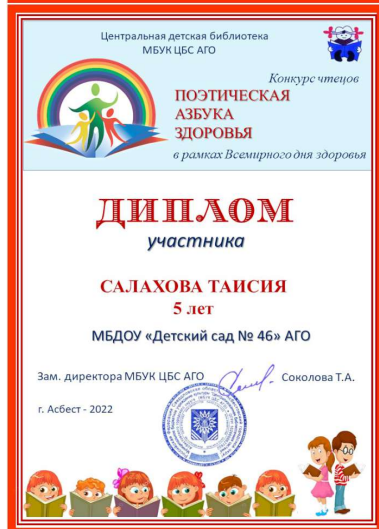 Центральная детская библиотека
МБУК ЦБС АГО
Конкурс чтецов
ПОЭТИЧЕСКАЯ
АЗБУКА
ЗДОРОВЬЯ
в рамках Всемирного дня здоровья
ДИПЛОМ
участника
САЛАХОВА ТАИСИЯ
5 лет
МБДОУ «Детский сад № 46» АГО
Зам. директора МБУК ЦБС АГО Соколова Т.А.
г. Асбест - 2022